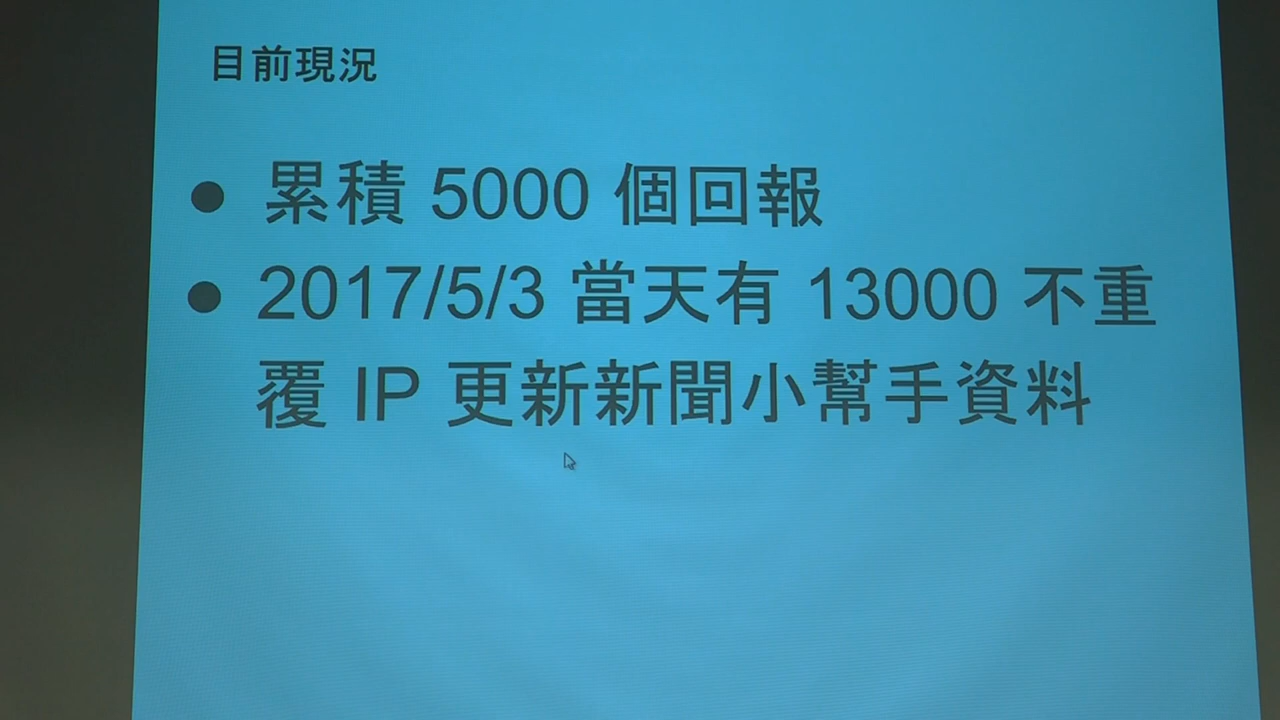 目前現況
● 累積 5000 個回報
● 2017/5/3 當天有 13000 不重
覆 IP 更新新聞小幫手資料